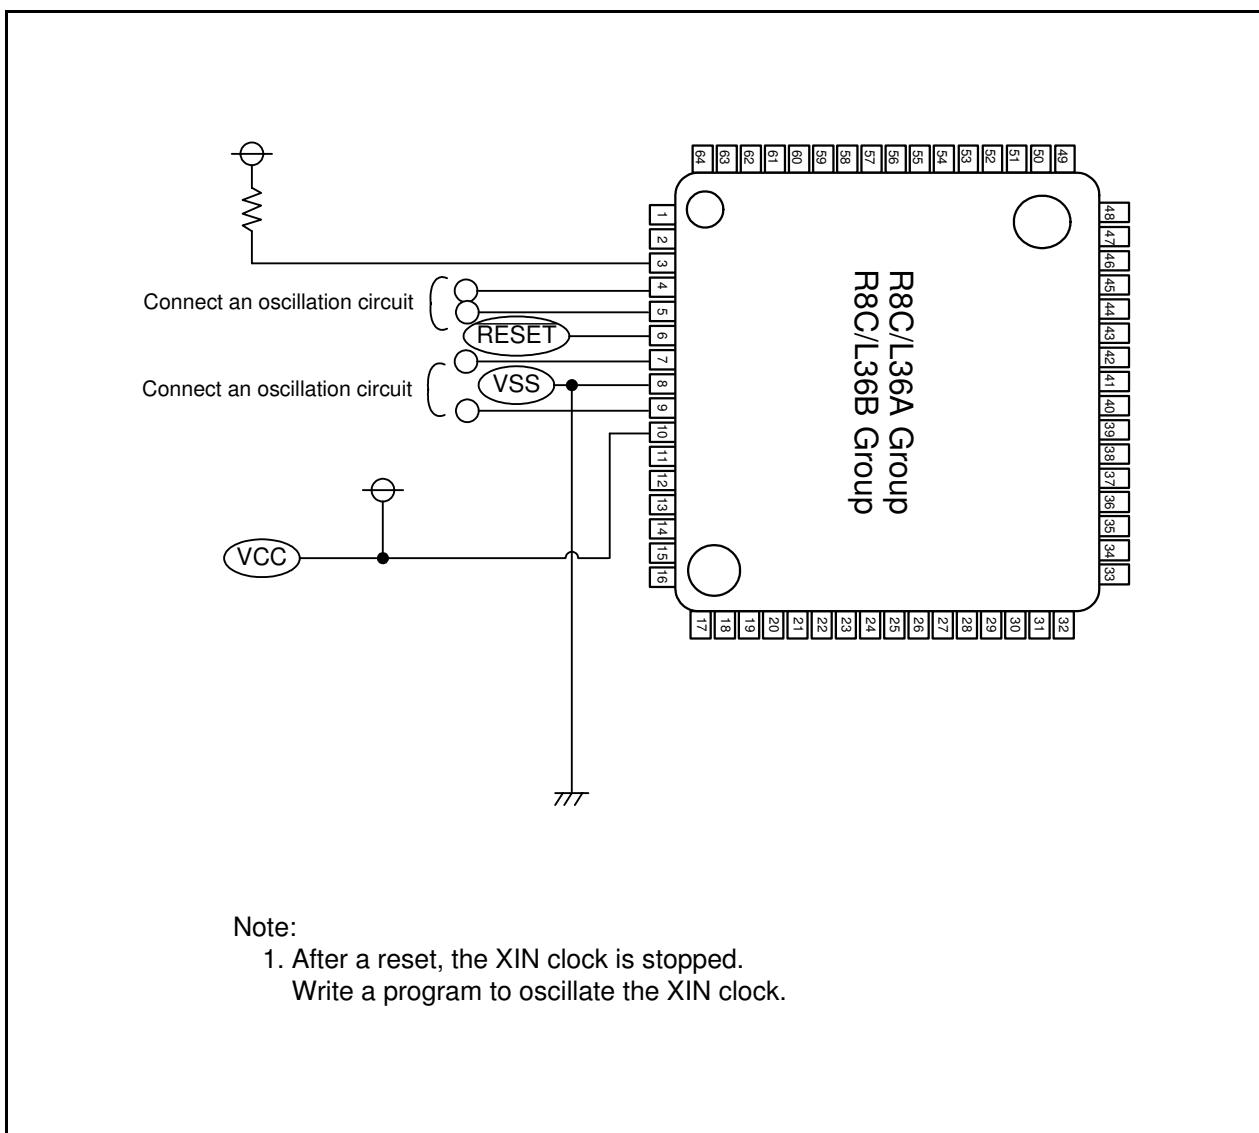 64 63 62 61 60 59 58 57 56 55 54 53 52 51 50 49
1
2
3
4
5
6
7
8
9
10
11
12
13
14
15
16
Connect an oscillation circuit
RESET
Connect an oscillation circuit
VSS
VCC
R8C/L36A Group
R8C/L36B Group
48
47
46
45
44
43
42
41
40
39
38
37
36
35
34
33
17 18 19 20 21 22 23 24 25 26 27 28 29 30 31 32
Note:
1. After a reset, the XIN clock is stopped.
Write a program to oscillate the XIN clock.